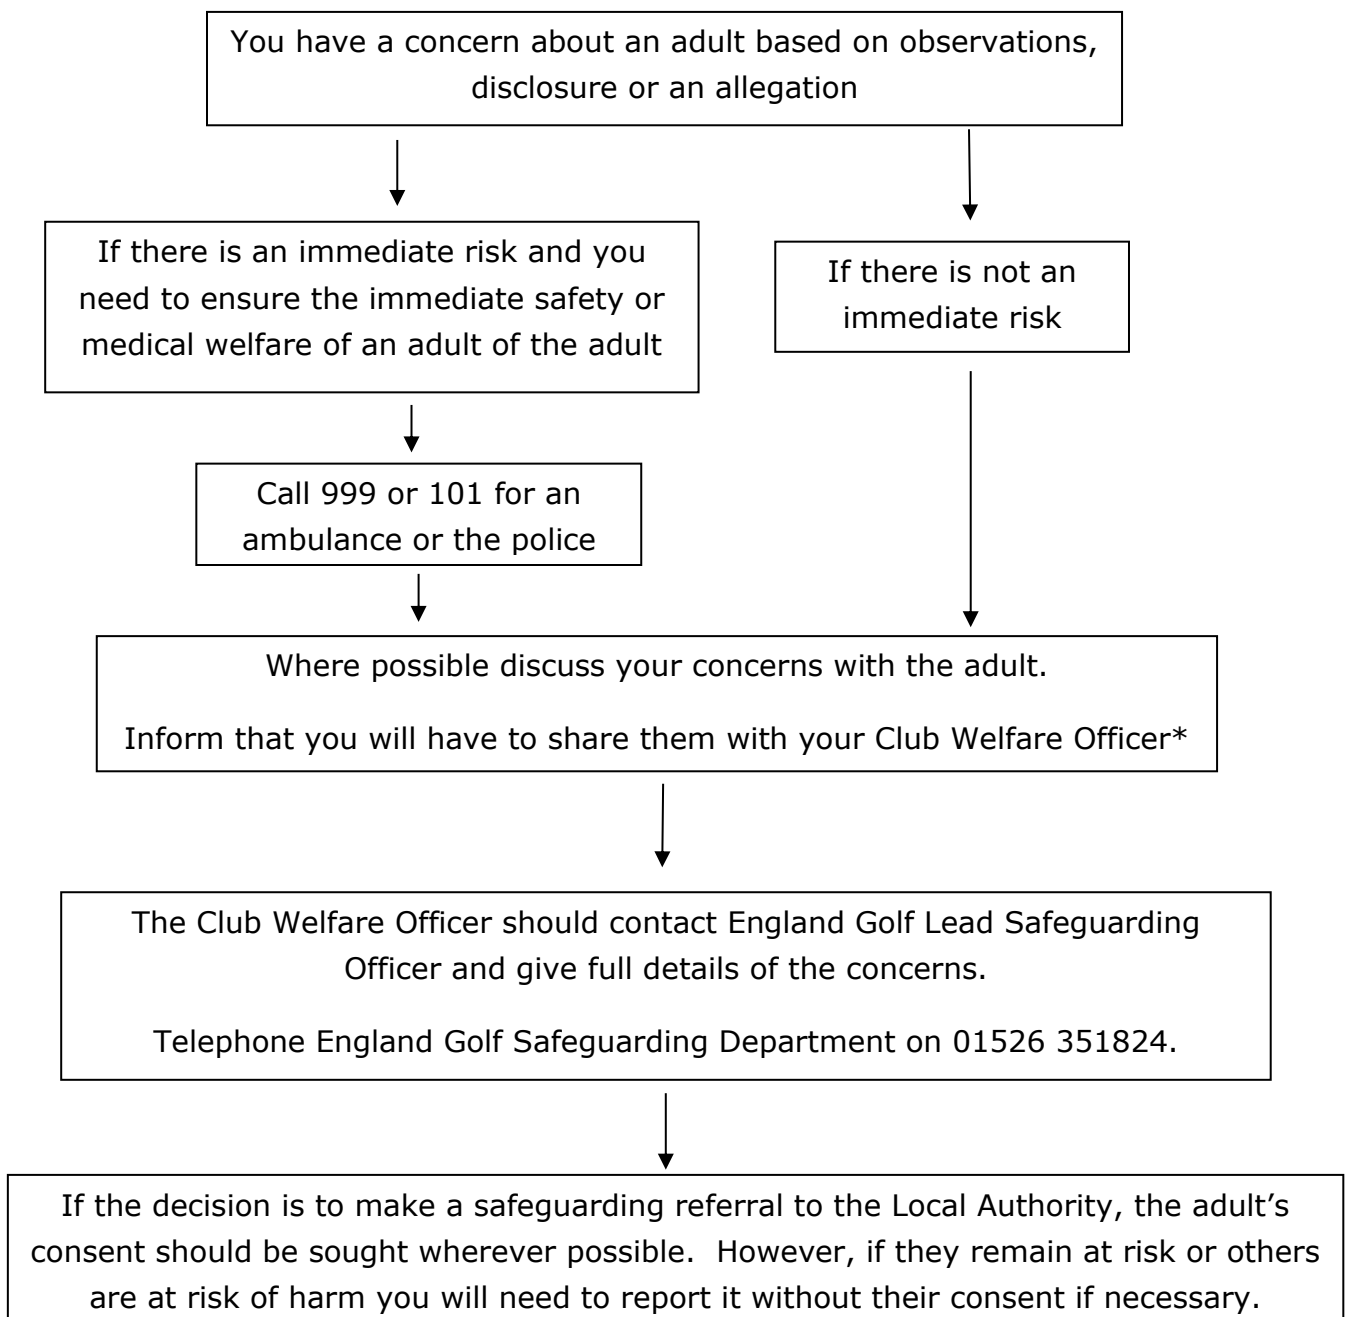 You have a concern about an adult based on observations,
disclosure or an allegation
If there is an immediate risk and you
need to ensure the immediate safety or
medical welfare of an adult of the adult
If there is not an
immediate risk
Call 999 or 101 for an
ambulance or the police
Where possible discuss your concerns with the adult.
Inform that you will have to share them with your Club Welfare Officer*
The Club Welfare Officer should contact England Golf Lead Safeguarding
Officer and give full details of the concerns.
Telephone England Golf Safeguarding Department on 01526 351824.
If the decision is to make a safeguarding referral to the Local Authority, the adult’s
consent should be sought wherever possible.  However, if they remain at risk or others
are at risk of harm you will need to report it without their consent if necessary.